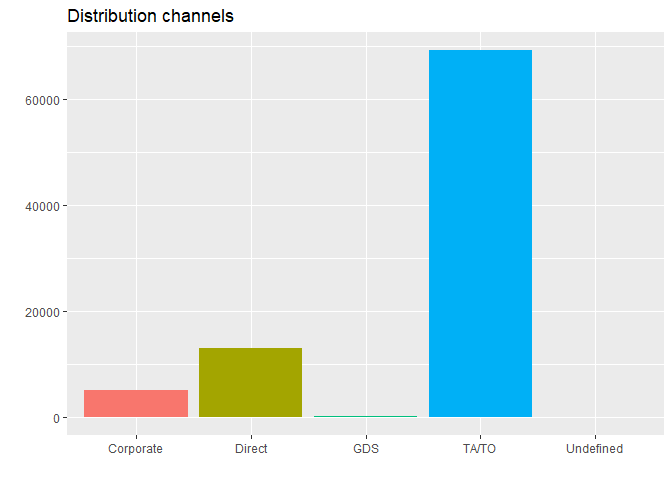 Distribution channels
60000
40000
20000
0
Corporate Direct GDS TA/TO Undefined